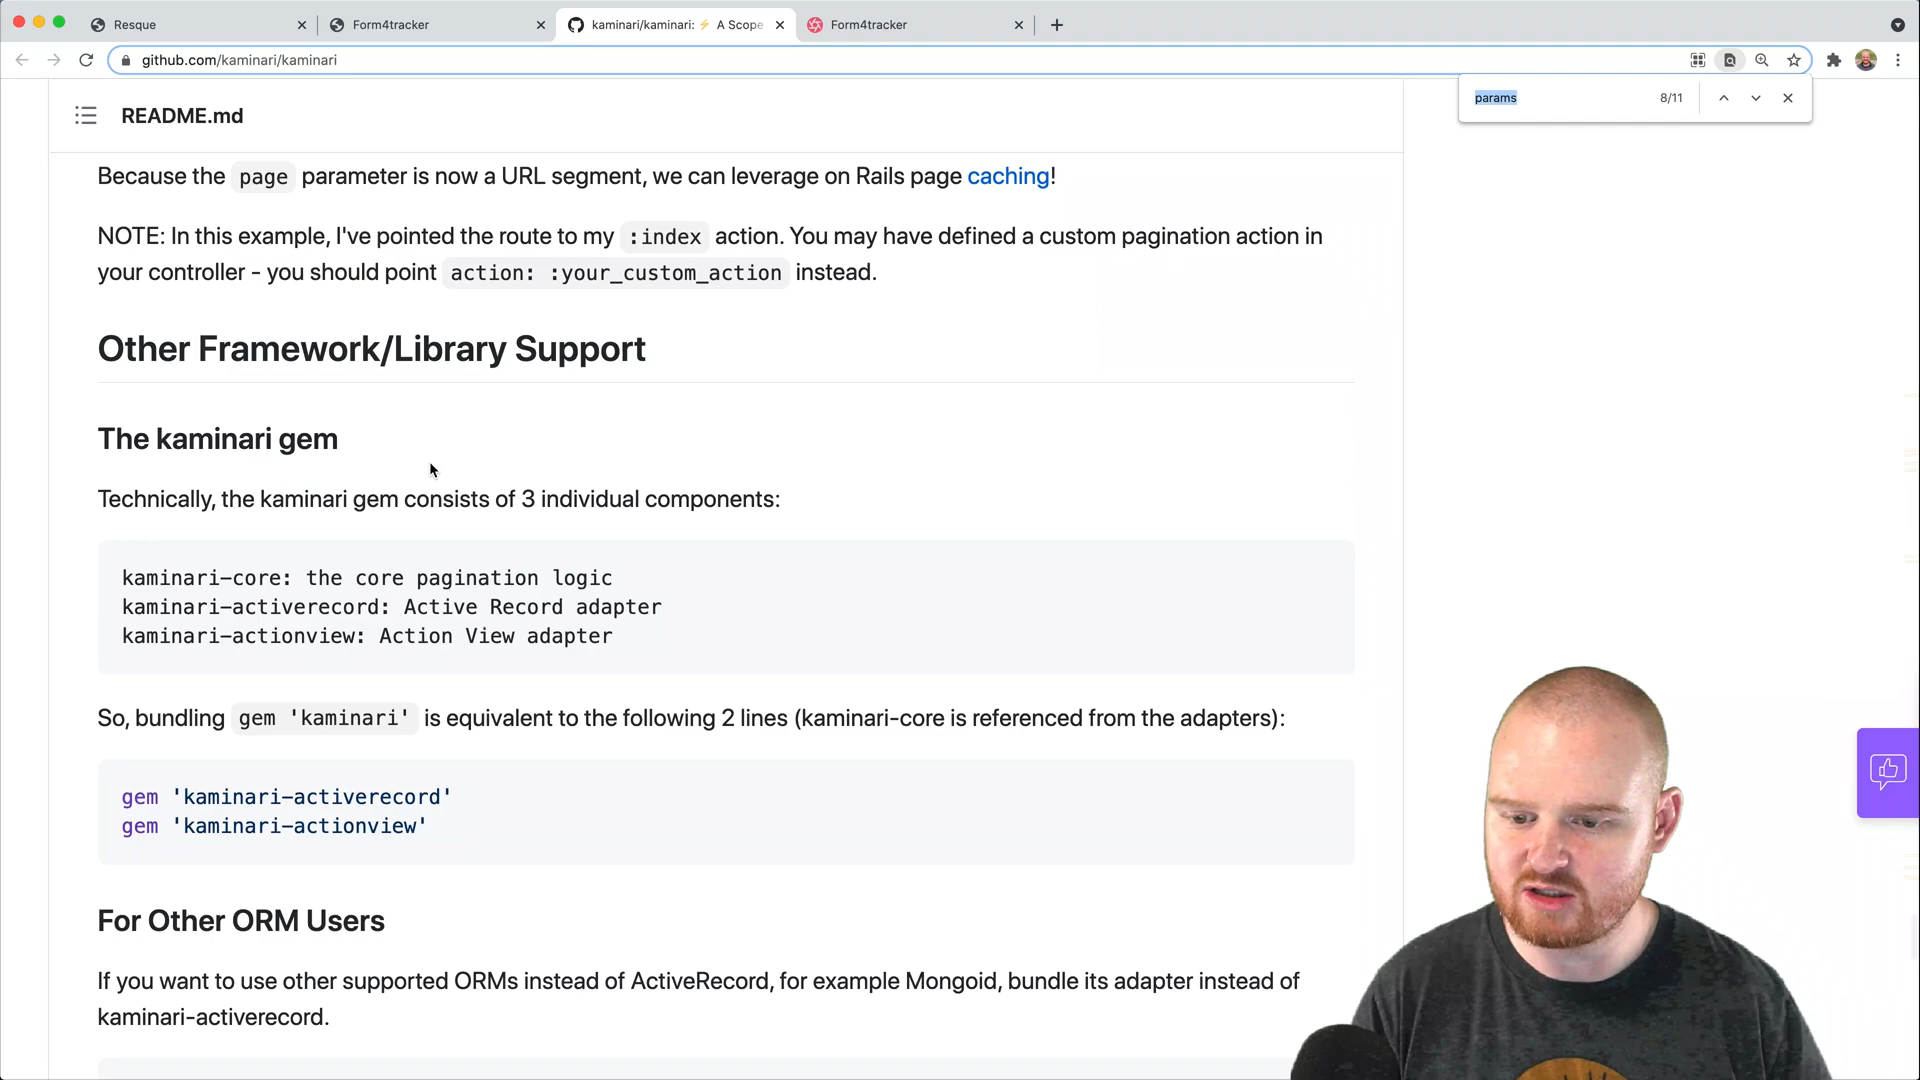 Resque
Form4tracker
kaminari/kaminari: ⚡ A Scope
Form4tracker
github.com/kaminari/kaminari
params
8/11
README.md
Because the page parameter is now a URL segment, we can leverage on Rails page caching!
NOTE: In this example, I've pointed the route to my :index action. You may have defined a custom pagination action in
your controller - you should point action: :your_custom_action instead.
Other Framework/Library Support
The kaminari gem
Technically, the kaminari gem consists of 3 individual components:
kaminari-core: the core pagination logic
kaminari-activerecord: Active Record adapter
kaminari-actionview: Action View adapter
So, bundling gem 'kaminari' is equivalent to the following 2 lines (kaminari-core is referenced from the adapters):
gem 'kaminari-activerecord'
gem 'kaminari-actionview'
For Other ORM Users
If you want to use other supported ORMs instead of ActiveRecord, for example Mongoid, bundle its adapter instead of
kaminari-activerecord.